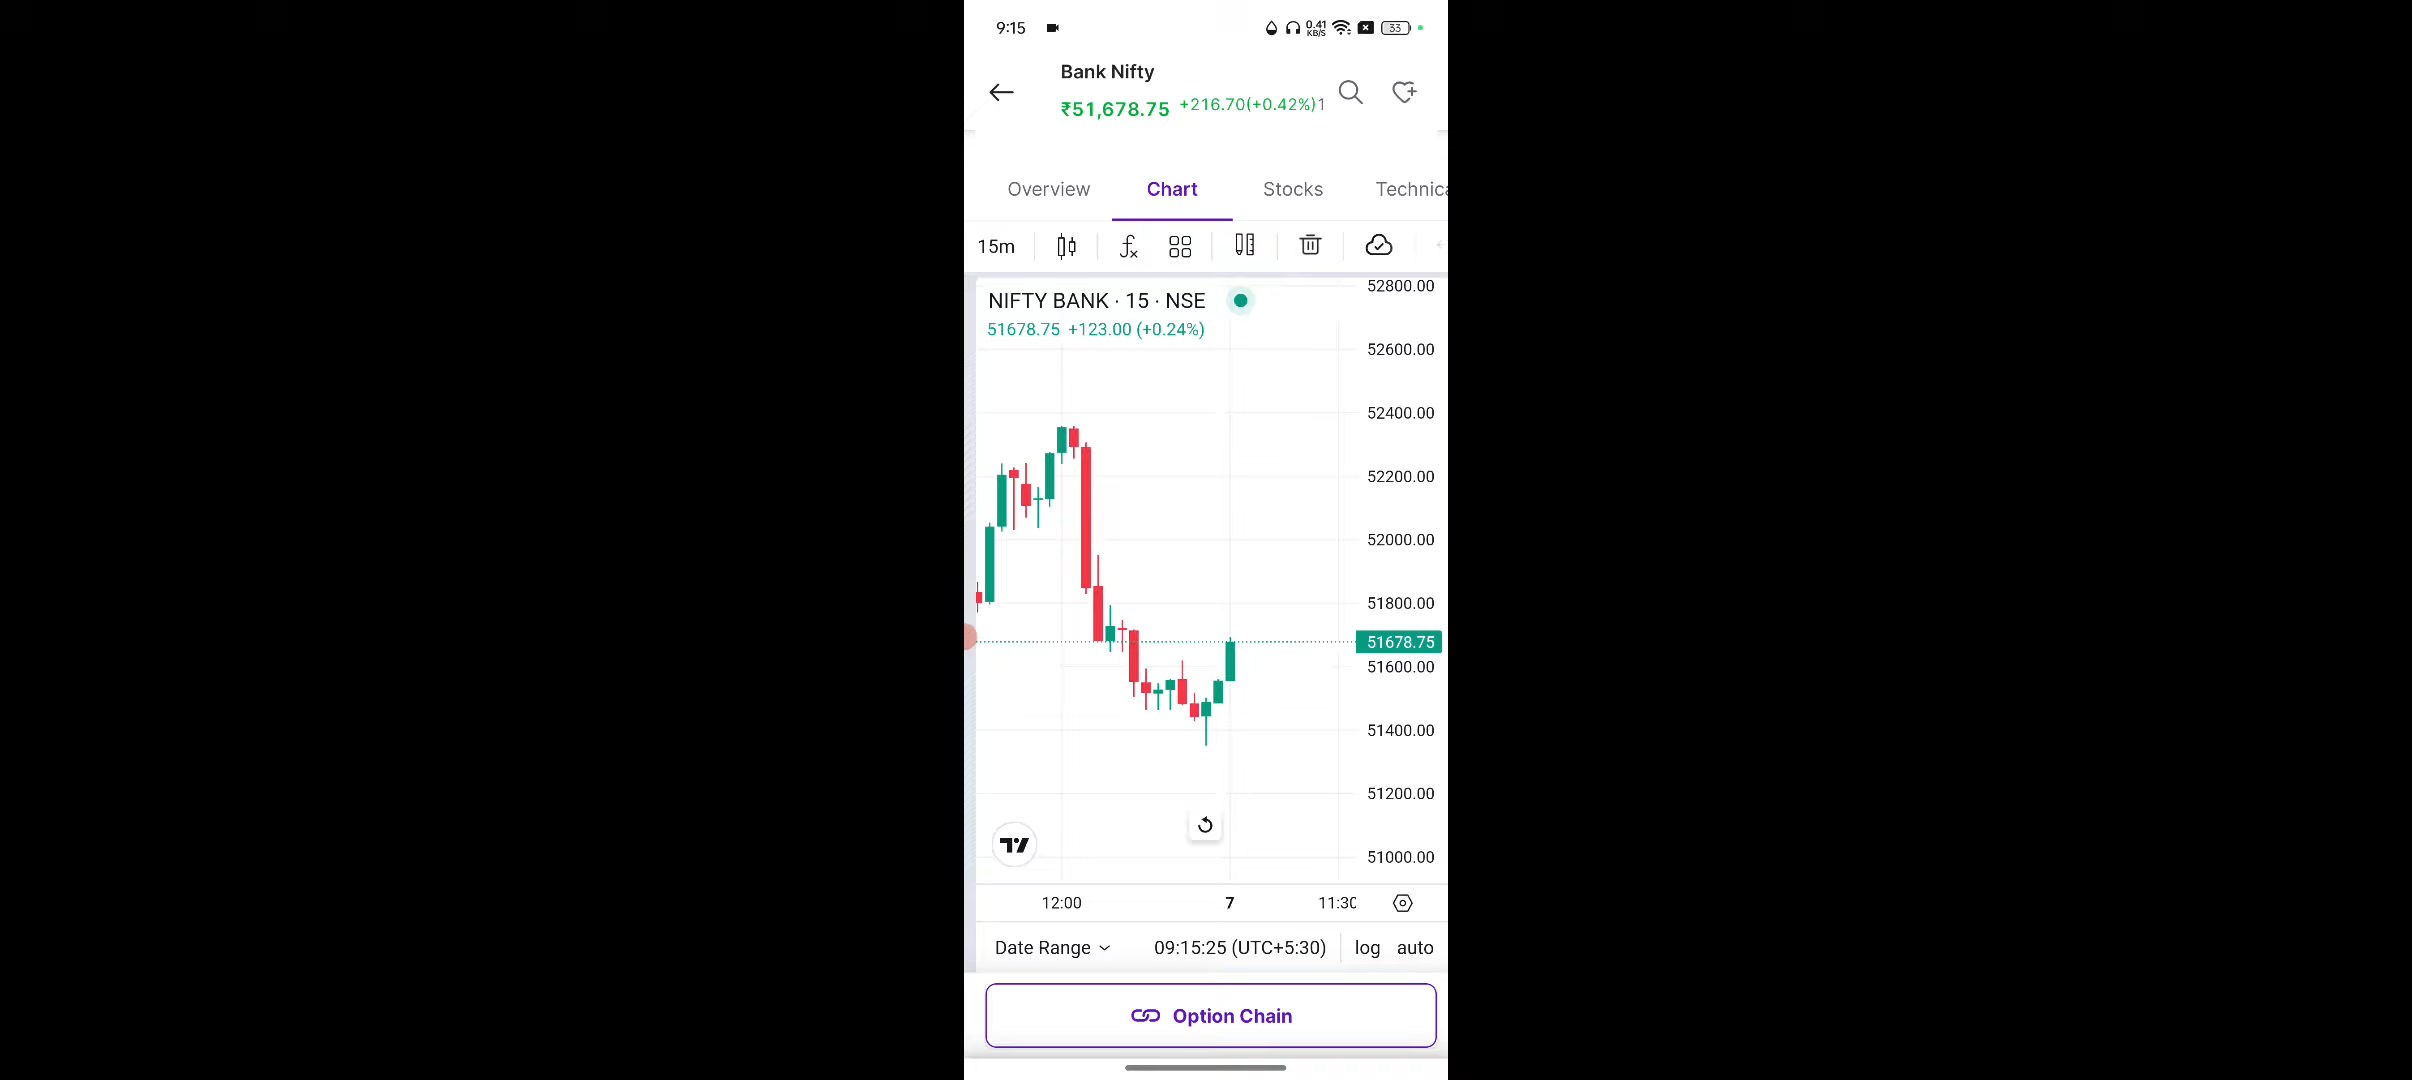 9:15
0.41
KB/S
33
Bank Nifty
₹51,678.75 +216.70(+0.42%)1
Overview Chart Stocks Technica
15m
NIFTY BANK · 15 · NSE
51678.75 +123.00 (+0.24%)
52800.00
52600.00
52400.00
52200.00
52000.00
51800.00
51678.75
51600.00
51400.00
51200.00
51000.00
12:00 7 11:30
Date Range 09:15:25 (UTC+5:30) log auto
Option Chain